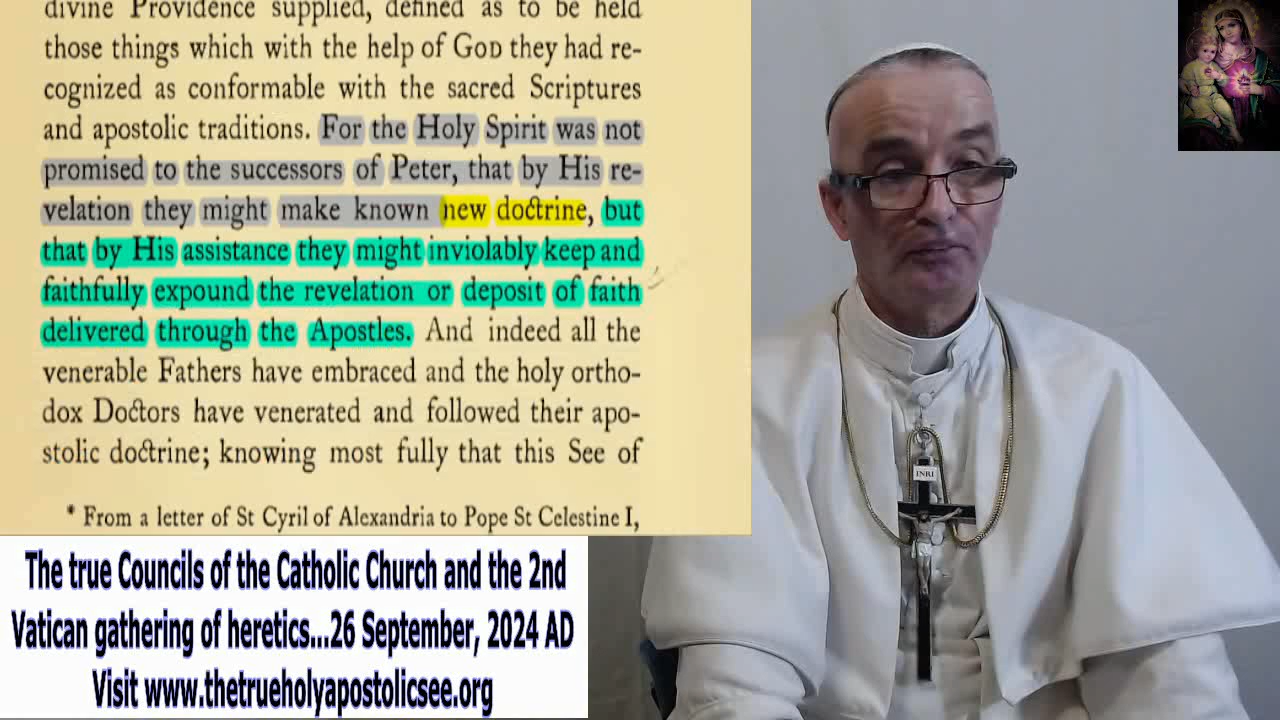 divine Providence supplied, defined as to be held
those things which with the help of GOD they had re-
cognized as conformable with the sacred Scriptures
and apostolic traditions. For the Holy Spirit was not
promised to the successors of Peter, that by His re-
velation they might make known new doctrine, but
that by His assistance they might inviolably keep and
faithfully expound the revelation or deposit of faith
delivered through the Apostles. And indeed all the
venerable Fathers have embraced and the holy ortho-
dox Doctors have venerated and followed their apo-
stolic doctrine; knowing most fully that this See of
* From a letter of St Cyril of Alexandria to Pope St Celestine I,
The true Councils of the Catholic Church and the 2nd
Vatican gathering of heretics...26 September, 2024 AD
Visit www.thetrueholyapostolicsee.org
INRI